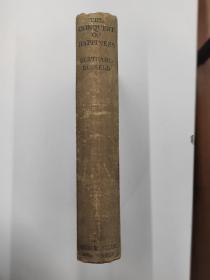 THE
CONQUEST
OF
HAPPINESS
BERTRAND
RUSSELL